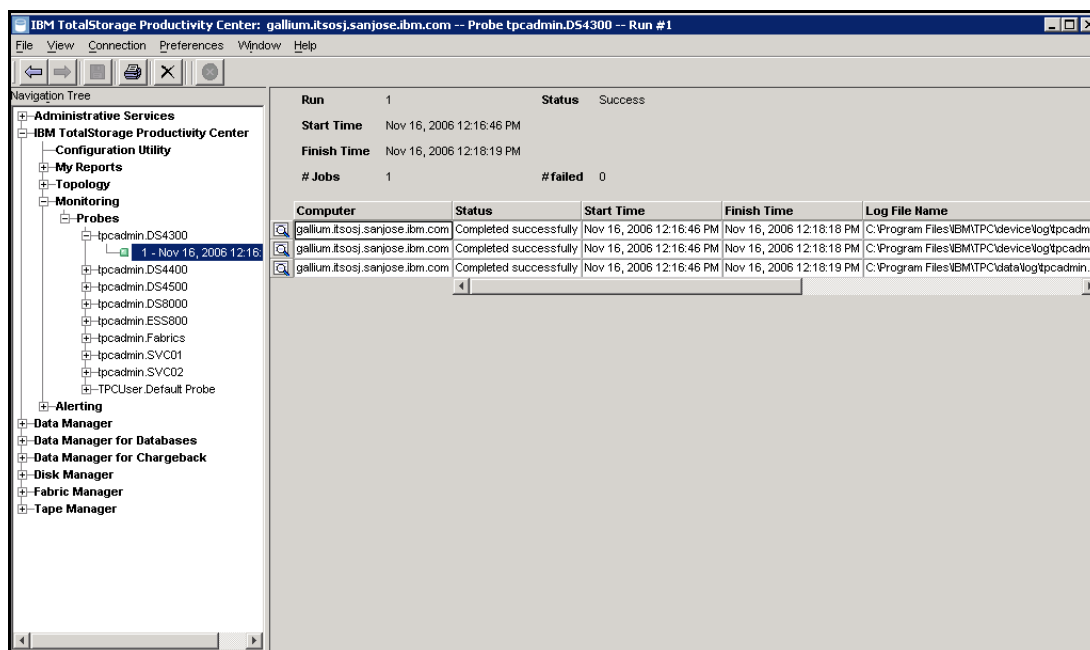 IBM TotalStorage Productivity Center: gallium.itsosj.sanjose.ibm.com -- Probe tpcadmin.DS4300 -- Run #1
File View Connection Preferences Window Help
Navigation Tree
Administrative Services
IBM TotalStorage Productivity Center
Configuration Utility
My Reports
Topology
Monitoring
Probes
tpcadmin.DS4300
1 - Nov 16, 2006 12:16:
tpcadmin.DS4400
tpcadmin.DS4500
tpcadmin.DS8000
tpcadmin.ESS800
tpcadmin.Fabrics
tpcadmin.SVC01
tpcadmin.SVC02
TPCUser.Default Probe
Alerting
Data Manager
Data Manager for Databases
Data Manager for Chargeback
Disk Manager
Fabric Manager
Tape Manager
Run 1 Status Success
Start Time Nov 16, 2006 12:16:46 PM
Finish Time Nov 16, 2006 12:18:19 PM
# Jobs 1 #failed 0
Computer Status Start Time Finish Time Log File Name
gallium.itsosj.sanjose.ibm.com Completed successfully Nov 16, 2006 12:16:46 PM Nov 16, 2006 12:18:18 PM C:\Program Files\IBM\TPC\device\log\tpcadm
gallium.itsosj.sanjose.ibm.com Completed successfully Nov 16, 2006 12:16:46 PM Nov 16, 2006 12:18:18 PM C:\Program Files\IBM\TPC\device\log\tpcadm
gallium.itsosj.sanjose.ibm.com Completed successfully Nov 16, 2006 12:16:46 PM Nov 16, 2006 12:18:19 PM C:\Program Files\IBM\TPC\data\log\tpcadmin.